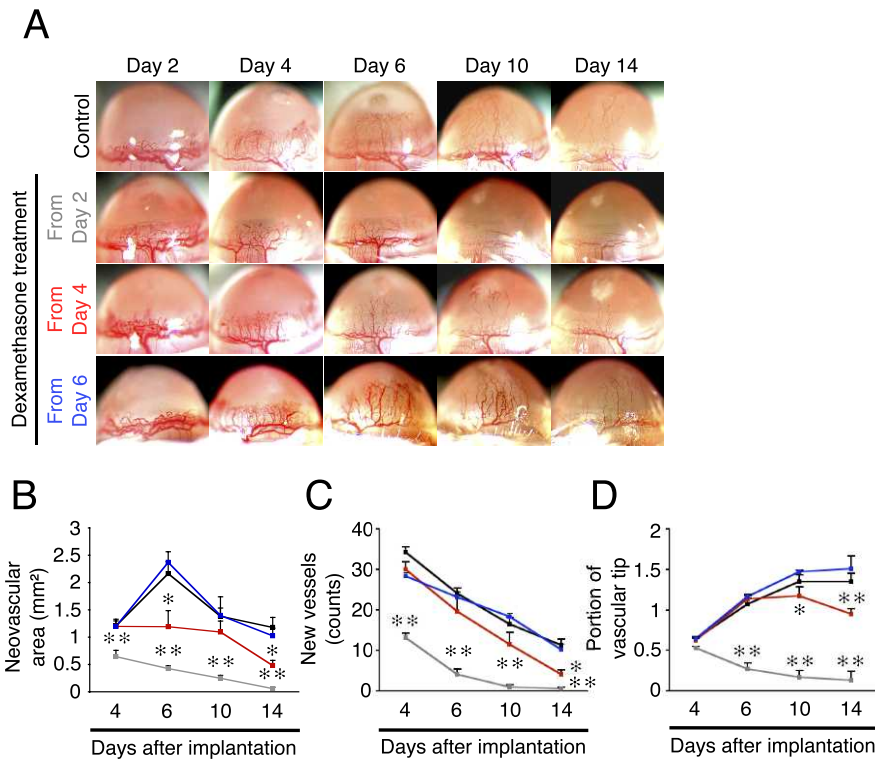 A
Day 2 Day 4 Day 6 Day 10 Day 14
Control
Dexamethasone treatment
From
Day 2
From
Day 4
From
Day 6
B
Neovascular
area (mm²)
3
2.5
2
1.5
1
0.5
0
*
**
**
**
*
**
4 6 10 14
Days after implantation
C
New vessels
(counts)
40
30
20
10
0
**
**
**
*
**
4 6 10 14
Days after implantation
D
Portion of
vascular tip
2
1.5
1
0.5
0
**
*
**
**
**
4 6 10 14
Days after implantation